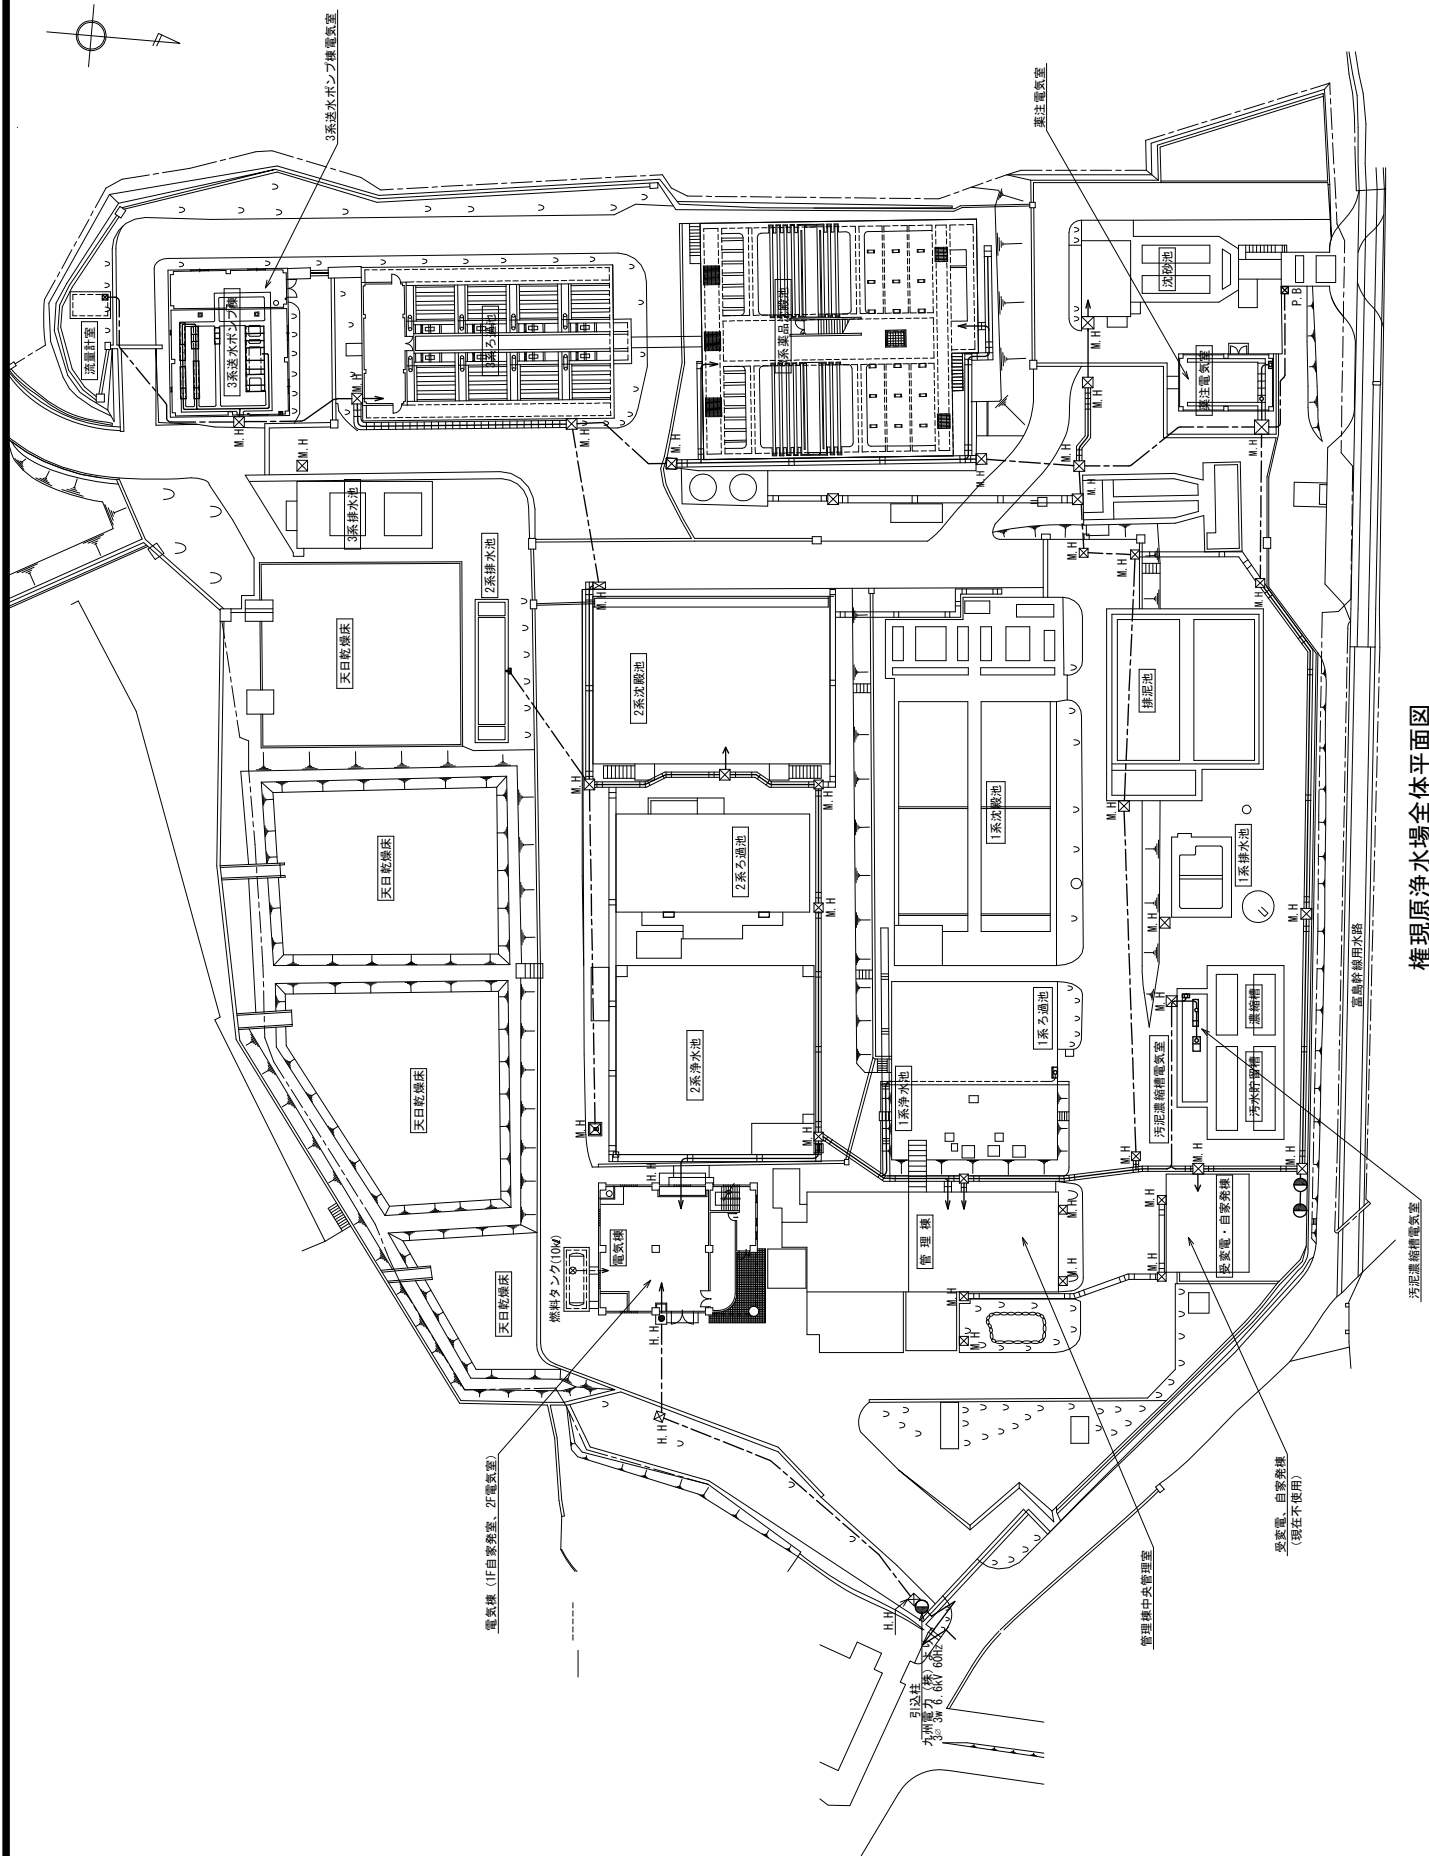 権現原浄水場全体平面図
3系送水ポンプ棟電気室
薬注電気室
流量計室
3系送水ポンプ棟
M.H
M.H
M.H
3系ろ過池
M.H
M.H
3系薬品沈殿池
M.H
M.H
M.H
M.H
M.H
沈砂池
P.B
薬注電気室
M.H
M.H
M.H
M.H
3系排水池
2系排水池
天日乾燥床
M.H
2系沈殿池
M.H
M.H
2系ろ過池
M.H
1系沈殿池
排泥池
M.H
1系排水池
M.H
M.H
富島幹線用水路
天日乾燥床
天日乾燥床
天日乾燥床
2系浄水池
M.H
M.H
H.H
1系ろ過池
1系浄水池
M.H
汚泥濃縮槽電気室
濃縮槽
汚水貯留槽
M.H
M.H
M.H
燃料タンク(10kℓ)
電気棟
H.H
H.H
管 理 棟
M.H
M.H
M.H
M.H
M.H
M.H
受変電・自家発棟
汚泥濃縮槽電気室
電気棟 (1F自家発室、2F電気室)
管理棟中央管理室
受変電、自家発棟
(現在不使用)
H.H
引込柱
九州電力 (株) より
3∅ 3w 6.6kV 60Hz